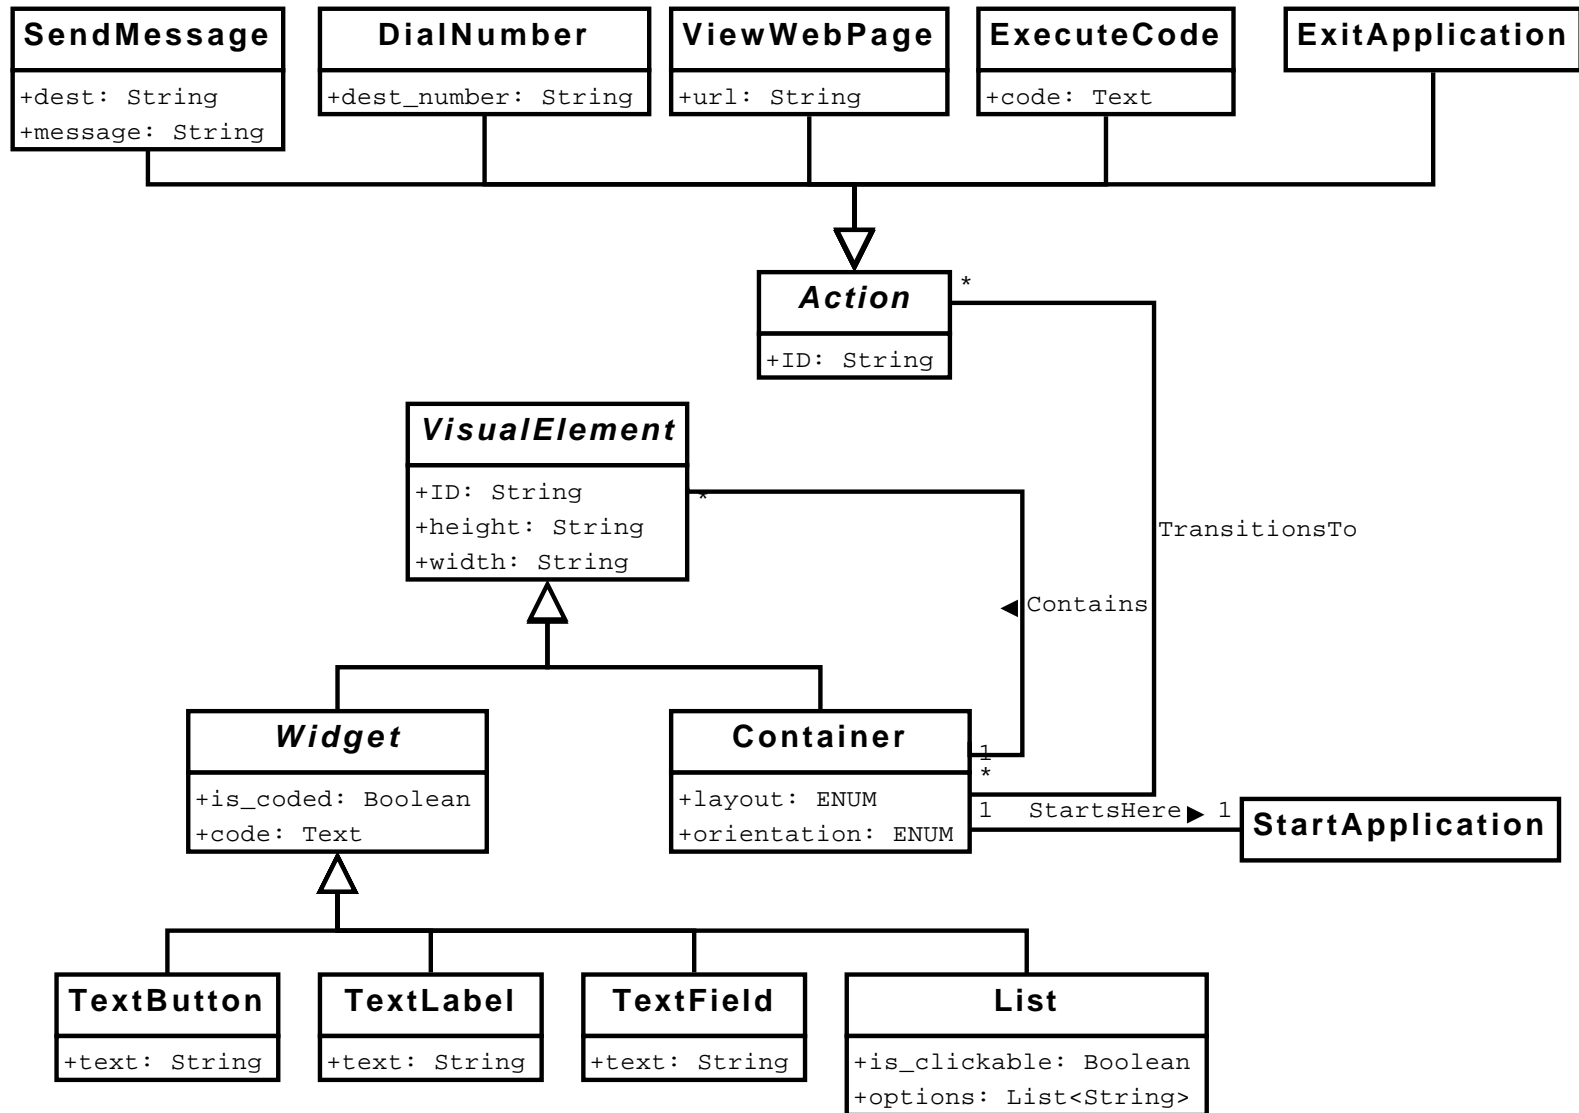 SendMessage
+dest: String
+message: String
DialNumber
+dest_number: String
ViewWebPage
+url: String
ExecuteCode
+code: Text
ExitApplication
Action
+ID: String
*
VisualElement
+ID: String
+height: String
+width: String
*
TransitionsTo
◄ Contains
Widget
+is_coded: Boolean
+code: Text
Container
+layout: ENUM
+orientation: ENUM
1
*
1 StartsHere ► 1
StartApplication
TextButton
+text: String
TextLabel
+text: String
TextField
+text: String
List
+is_clickable: Boolean
+options: List<String>